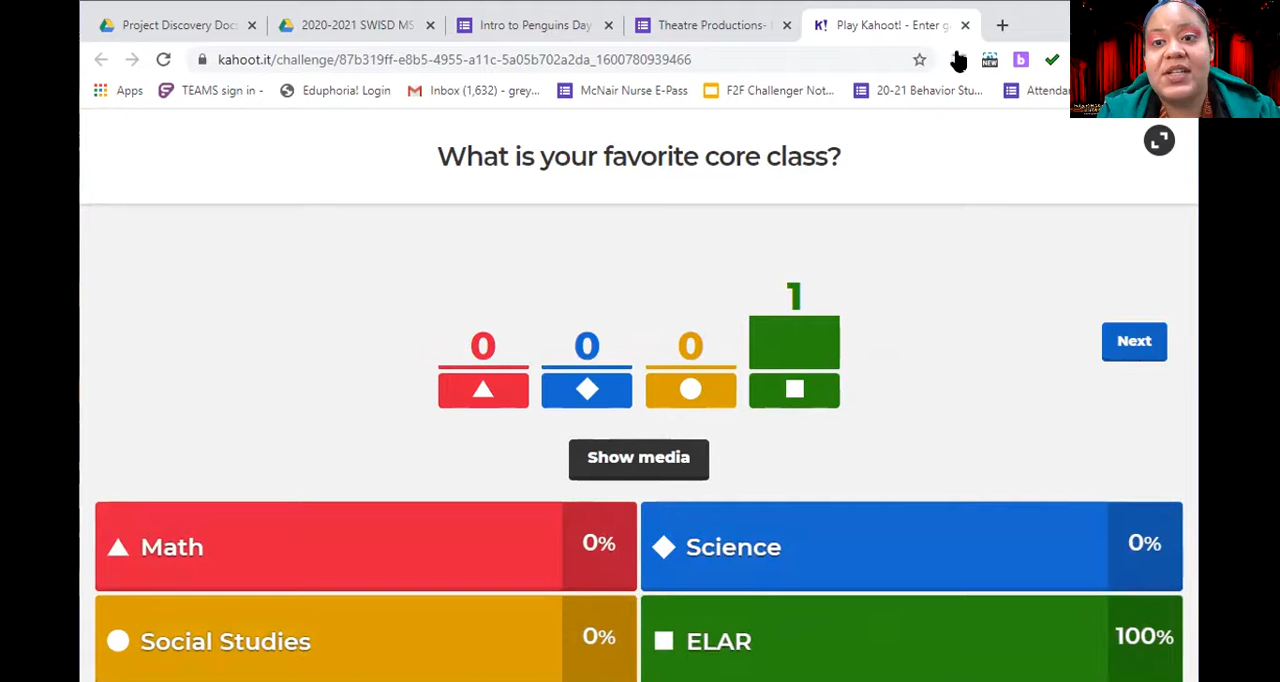 Project Discovery Doc
2020-2021 SWISD MS
Intro to Penguins Day
Theatre Productions-
K! Play Kahoot! - Enter g
kahoot.it/challenge/87b319ff-e8b5-4955-a11c-5a05b702a2da_1600780939466
NEW
b
Apps
TEAMS sign in -
Eduphoria! Login
Inbox (1,632) - grey...
McNair Nurse E-Pass
F2F Challenger Not...
20-21 Behavior Stu...
Attenda
What is your favorite core class?
0
0
0
1
Next
Show media
Math 0%
Science 0%
Social Studies 0%
ELAR 100%